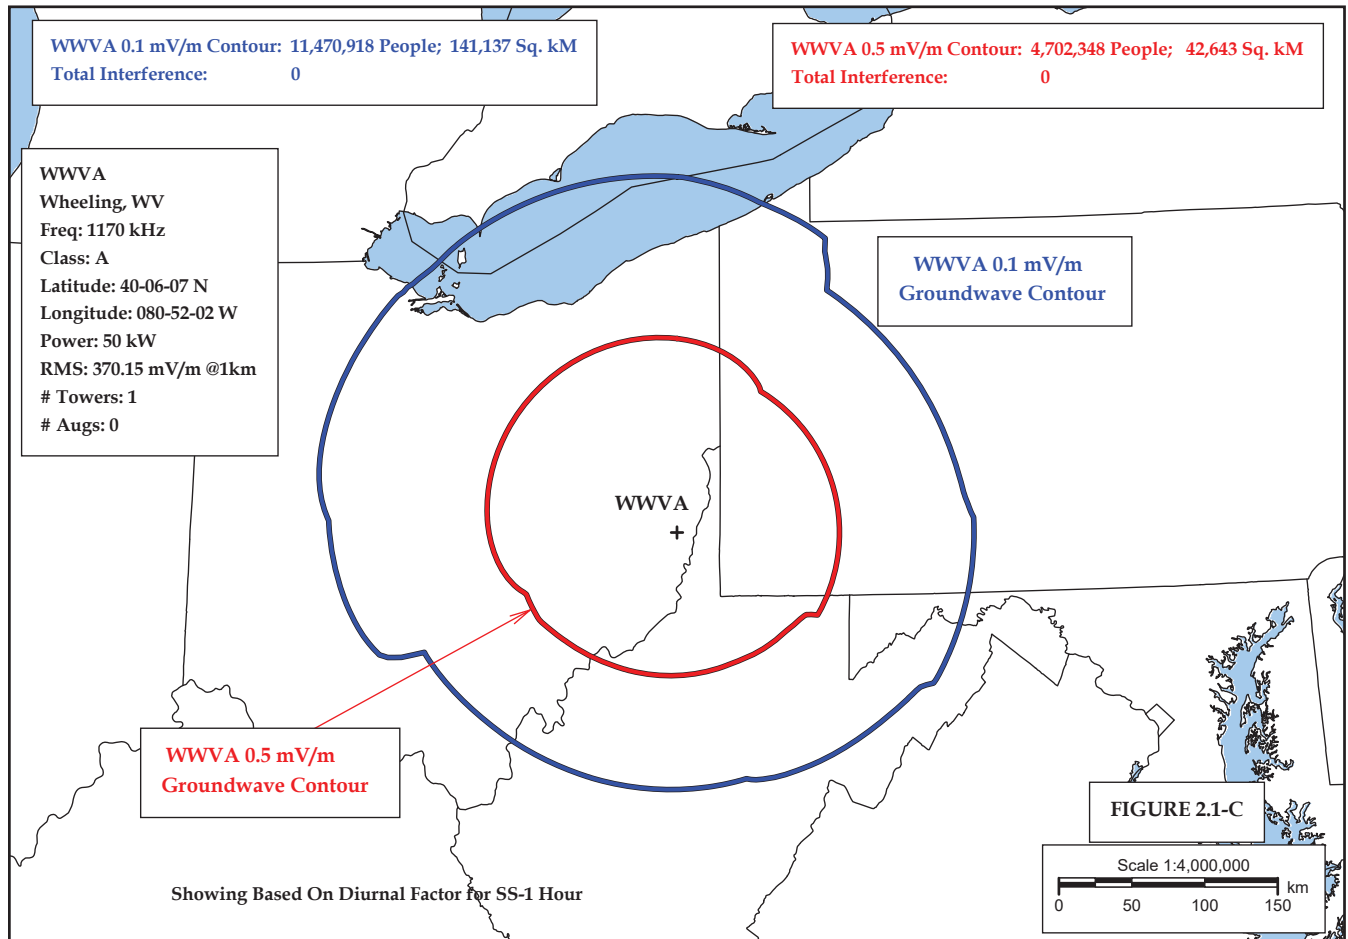 WWVA 0.1 mV/m Contour: 11,470,918 People; 141,137 Sq. kM
Total Interference: 0
WWVA 0.5 mV/m Contour: 4,702,348 People; 42,643 Sq. kM
Total Interference: 0
WWVA
Wheeling, WV
Freq: 1170 kHz
Class: A
Latitude: 40-06-07 N
Longitude: 080-52-02 W
Power: 50 kW
RMS: 370.15 mV/m @1km
# Towers: 1
# Augs: 0
WWVA 0.1 mV/m
Groundwave Contour
WWVA
WWVA 0.5 mV/m
Groundwave Contour
FIGURE 2.1-C
Scale 1:4,000,000
km
0 50 100 150
Showing Based On Diurnal Factor for SS-1 Hour